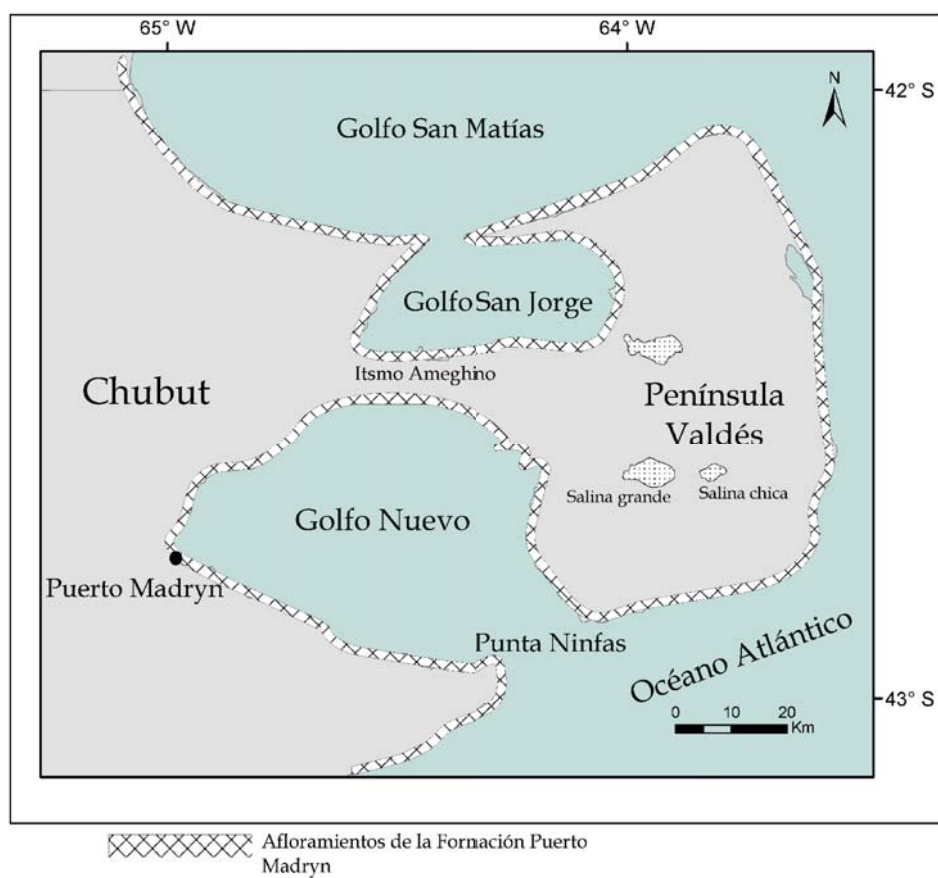 65° W
64° W
N
42° S
Golfo San Matías
Golfo San Jorge
Itsmo Ameghino
Chubut
Península
Valdés
Salina grande
Salina chica
Golfo Nuevo
Puerto Madryn
Punta Ninfas
Océano Atlántico
43° S
0 10 20
Km
Afloramientos de la Formación Puerto
Madryn